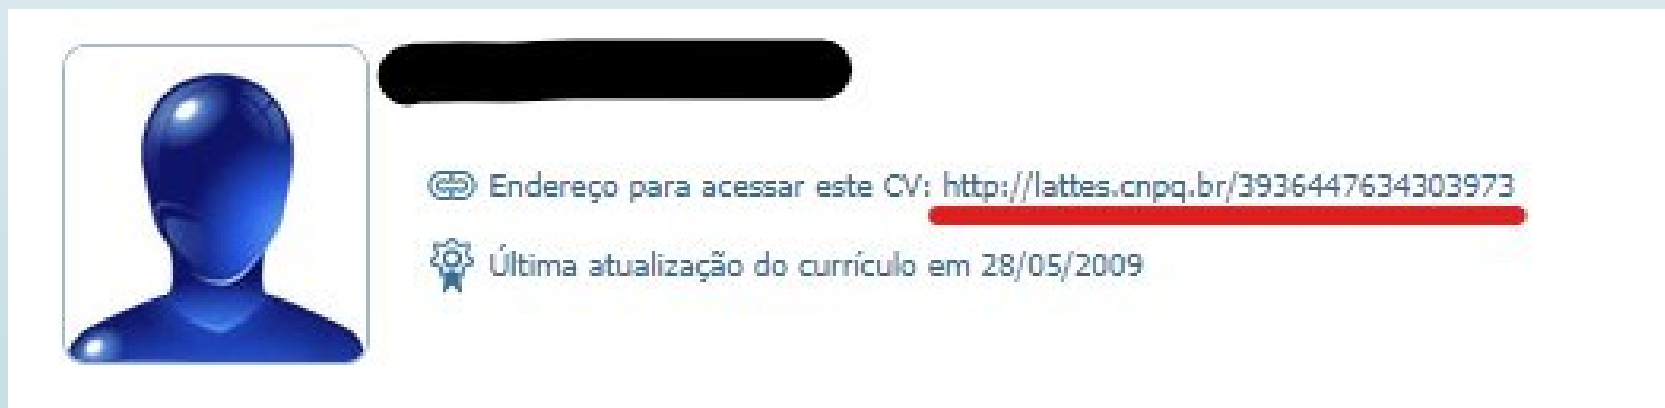 Endereço para acessar este CV: http://lattes.cnpq.br/3936447634303973
Última atualização do currículo em 28/05/2009